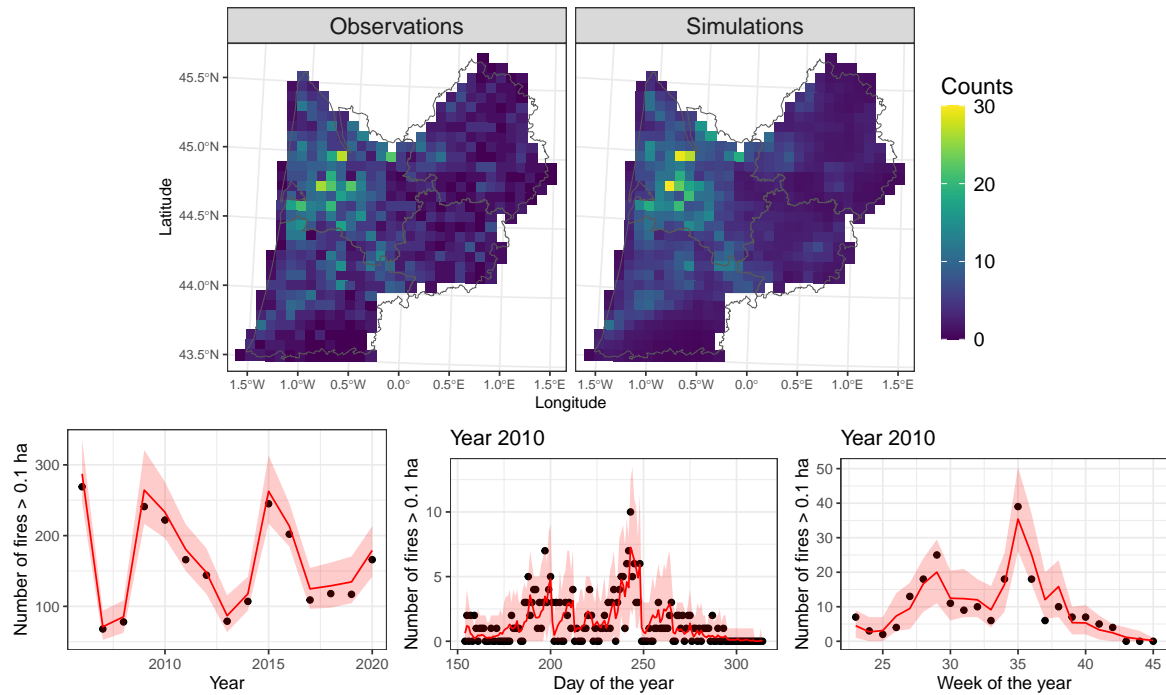 Observations
Simulations
45.5°N
45.0°N
44.5°N
44.0°N
43.5°N
Latitude
1.5°W 1.0°W 0.5°W 0.0° 0.5°E 1.0°E 1.5°E
1.5°W 1.0°W 0.5°W 0.0° 0.5°E 1.0°E 1.5°E
Longitude
Counts
30
20
10
0
Number of fires > 0.1 ha
300
200
100
2010 2015 2020
Year
Year 2010
Number of fires > 0.1 ha
10
5
0
150 200 250 300
Day of the year
Year 2010
Number of fires > 0.1 ha
50
40
30
20
10
0
25 30 35 40 45
Week of the year